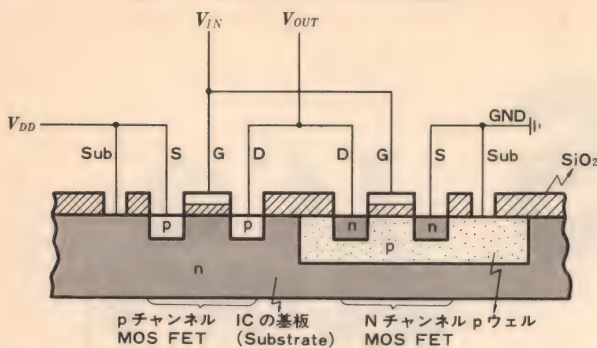 V_IN V_OUT
V_DD GND
Sub S G D D G S Sub
SiO₂
p p n n
n p
pチャンネル ICの基板 Nチャンネル pウェル
MOS FET (Substrate) MOS FET